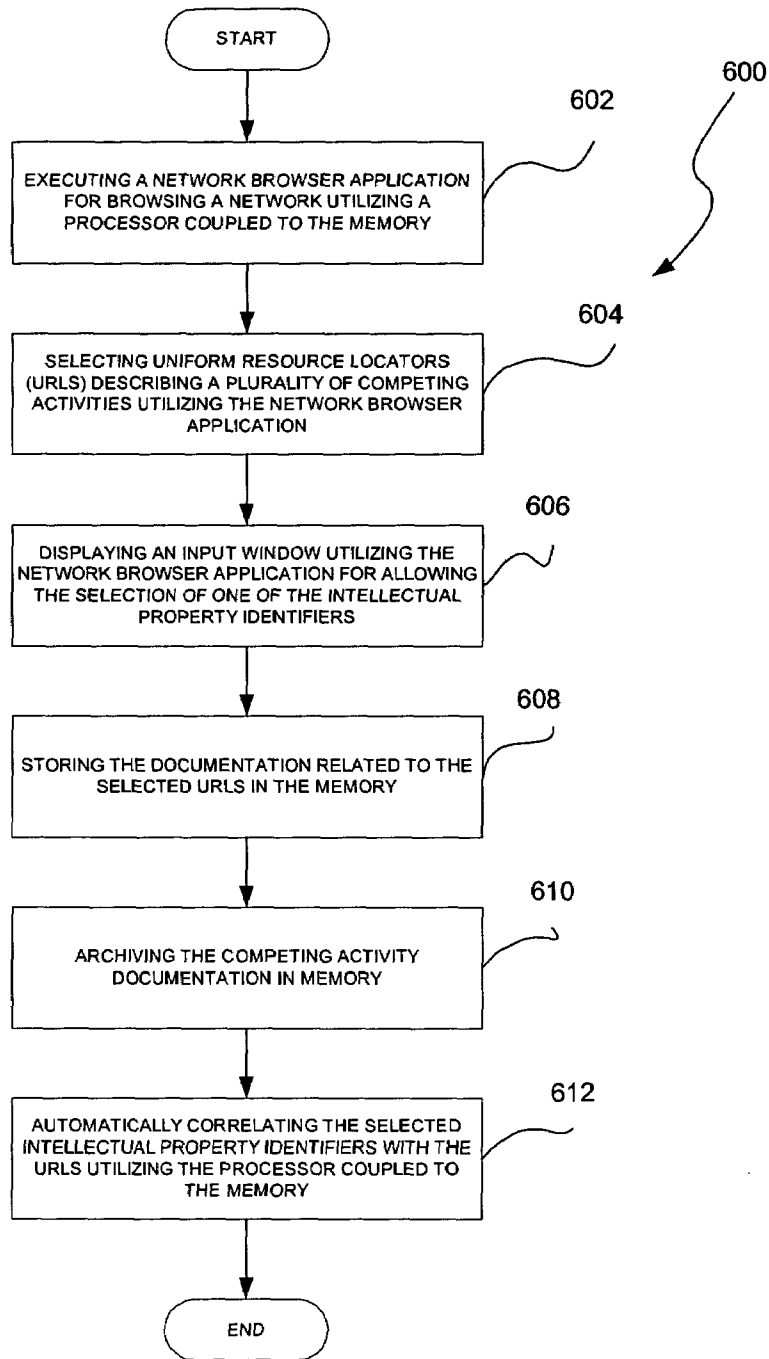 START
600
602
EXECUTING A NETWORK BROWSER APPLICATION
FOR BROWSING A NETWORK UTILIZING A
PROCESSOR COUPLED TO THE MEMORY
604
SELECTING UNIFORM RESOURCE LOCATORS
(URLS) DESCRIBING A PLURALITY OF COMPETING
ACTIVITIES UTILIZING THE NETWORK BROWSER
APPLICATION
606
DISPLAYING AN INPUT WINDOW UTILIZING THE
NETWORK BROWSER APPLICATION FOR ALLOWING
THE SELECTION OF ONE OF THE INTELLECTUAL
PROPERTY IDENTIFIERS
608
STORING THE DOCUMENTATION RELATED TO THE
SELECTED URLS IN THE MEMORY
610
ARCHIVING THE COMPETING ACTIVITY
DOCUMENTATION IN MEMORY
612
AUTOMATICALLY CORRELATING THE SELECTED
INTELLECTUAL PROPERTY IDENTIFIERS WITH THE
URLS UTILIZING THE PROCESSOR COUPLED TO
THE MEMORY
END